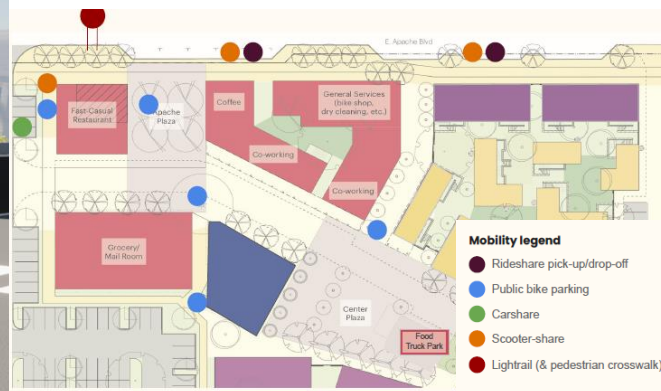 E. Apache Blvd
Fast-Casual
Restaurant
Apache
Plaza
Coffee
General Services
(bike shop,
dry cleaning, etc.)
Co-working
Co-working
Grocery/
Mail Room
Center
Plaza
Food
Truck Park
Mobility legend
Rideshare pick-up/drop-off
Public bike parking
Carshare
Scooter-share
Lightrail (& pedestrian crosswalk)